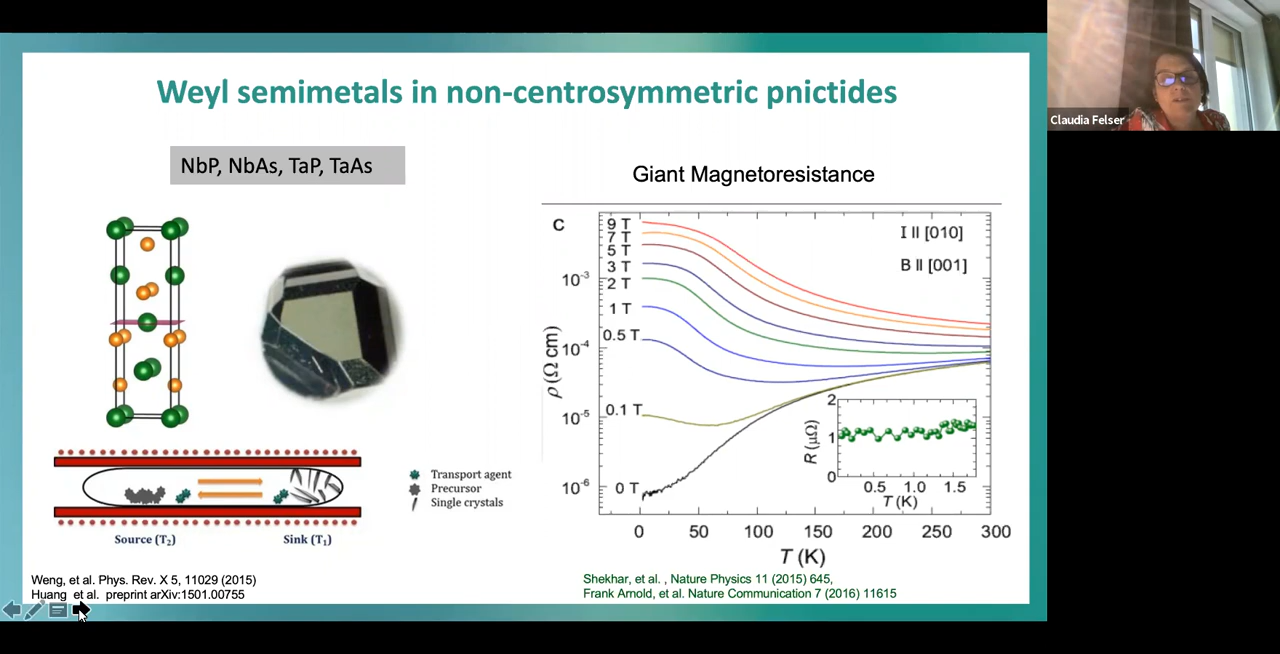 Weyl semimetals in non-centrosymmetric pnictides
NbP, NbAs, TaP, TaAs
Giant Magnetoresistance
C
9 T
7 T
5 T
3 T
2 T
1 T
0.5 T
0.1 T
0 T
I II [010]
B II [001]
10⁻³
10⁻⁴
10⁻⁵
10⁻⁶
ρ (Ω cm)
0 50 100 150 200 250 300
T (K)
2
1
0
R (μΩ)
0.5 1.0 1.5
T (K)
Transport agent
Precursor
Single crystals
Source (T₂)
Sink (T₁)
Weng, et al. Phys. Rev. X 5, 11029 (2015)
Huang et al. preprint arXiv:1501.00755
Shekhar, et al. , Nature Physics 11 (2015) 645,
Frank Arnold, et al. Nature Communication 7 (2016) 11615
Claudia Felser